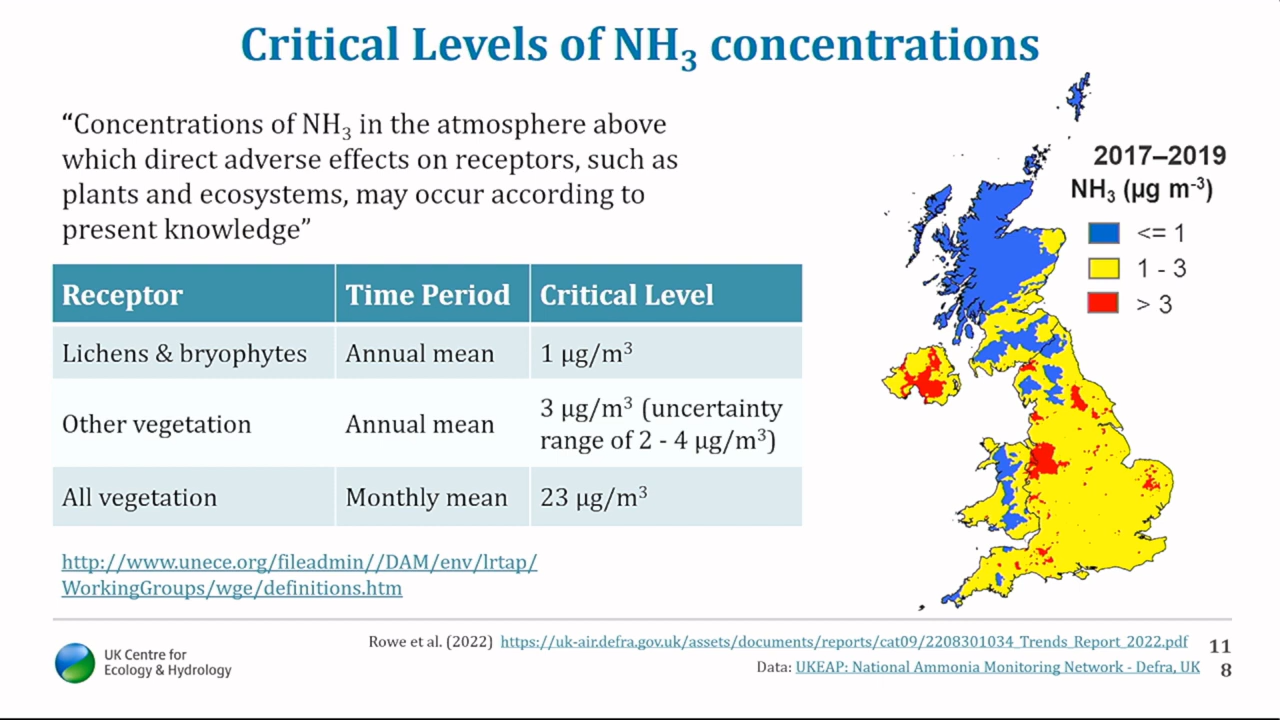 Critical Levels of NH₃ concentrations
“Concentrations of NH₃ in the atmosphere above
which direct adverse effects on receptors, such as
plants and ecosystems, may occur according to
present knowledge”
Receptor Time Period Critical Level
Lichens & bryophytes Annual mean 1 µg/m³
Other vegetation Annual mean 3 µg/m³ (uncertainty
range of 2 - 4 µg/m³)
All vegetation Monthly mean 23 µg/m³
http://www.unece.org/fileadmin//DAM/env/lrtap/
WorkingGroups/wge/definitions.htm
2017–2019
NH₃ (µg m⁻³)
<= 1
1 - 3
> 3
UK Centre for
Ecology & Hydrology
Rowe et al. (2022) https://uk-air.defra.gov.uk/assets/documents/reports/cat09/2208301034_Trends_Report_2022.pdf
Data: UKEAP: National Ammonia Monitoring Network - Defra, UK
11
8